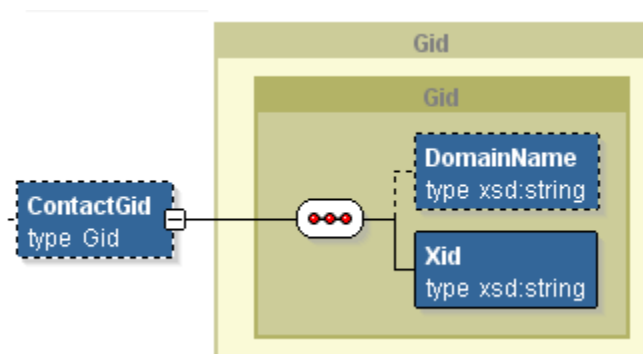 Gid
Gid
DomainName
type xsd:string
ContactGid
type Gid
Xid
type xsd:string